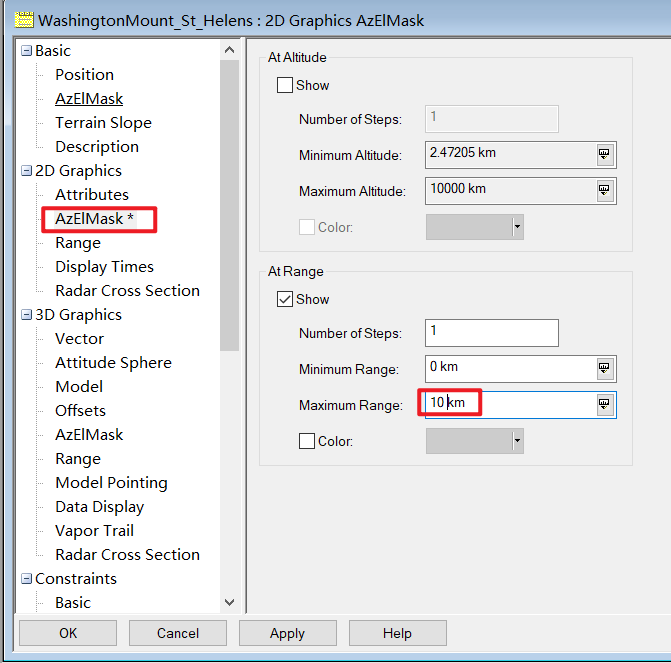 WashingtonMount_St_Helens : 2D Graphics AzElMask
Basic
Position
AzElMask
Terrain Slope
Description
2D Graphics
Attributes
AzElMask *
Range
Display Times
Radar Cross Section
3D Graphics
Vector
Attitude Sphere
Model
Offsets
AzElMask
Range
Model Pointing
Data Display
Vapor Trail
Radar Cross Section
Constraints
Basic
At Altitude
Show
Number of Steps: 1
Minimum Altitude: 2.47205 km
Maximum Altitude: 10000 km
Color:
At Range
Show
Number of Steps: 1
Minimum Range: 0 km
Maximum Range: 10 km
Color:
OK Cancel Apply Help